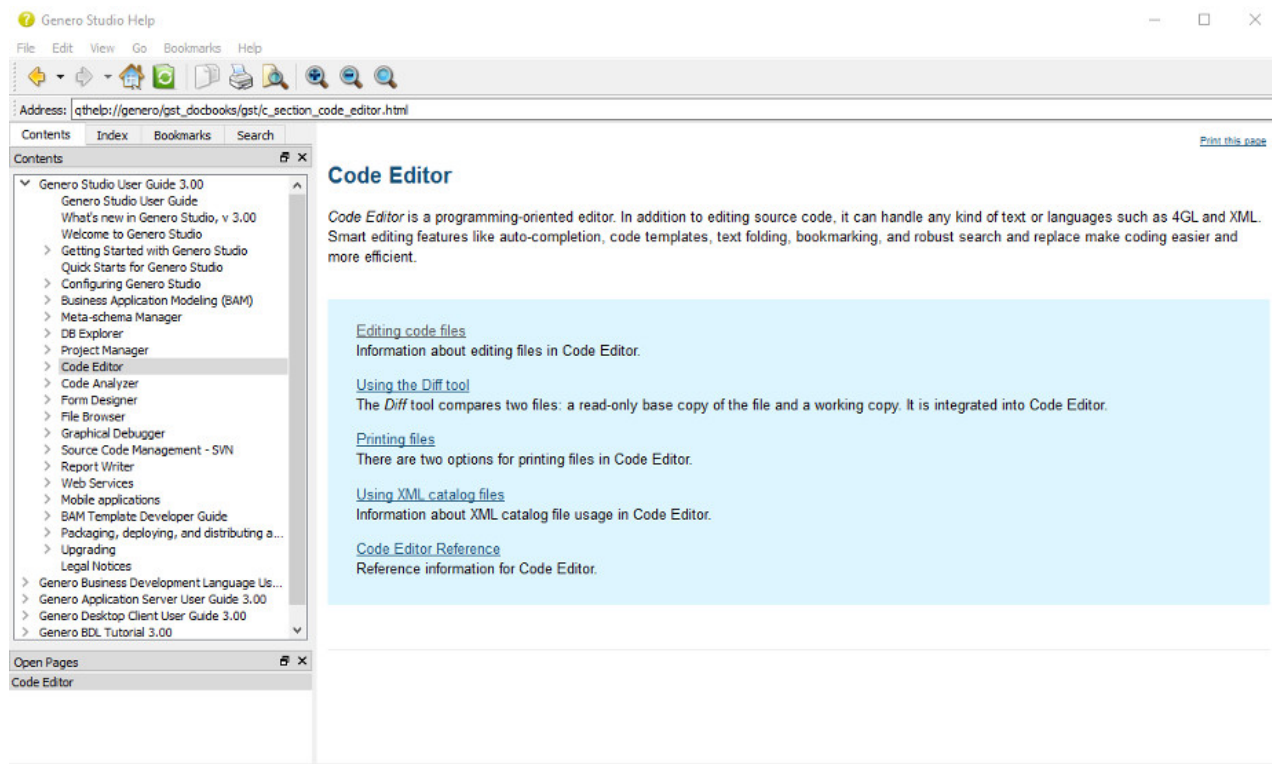 Genero Studio Help
File Edit View Go Bookmarks Help
Address: qthelp://genero/gst_docbooks/gst/c_section_code_editor.html
Contents Index Bookmarks Search
Contents
Genero Studio User Guide 3.00
Genero Studio User Guide
What's new in Genero Studio, v 3.00
Welcome to Genero Studio
Getting Started with Genero Studio
Quick Starts for Genero Studio
Configuring Genero Studio
Business Application Modeling (BAM)
Meta-schema Manager
DB Explorer
Project Manager
Code Editor
Code Analyzer
Form Designer
File Browser
Graphical Debugger
Source Code Management - SVN
Report Writer
Web Services
Mobile applications
BAM Template Developer Guide
Packaging, deploying, and distributing a...
Upgrading
Legal Notices
Genero Business Development Language Us...
Genero Application Server User Guide 3.00
Genero Desktop Client User Guide 3.00
Genero BDL Tutorial 3.00
Open Pages
Code Editor
Print this page
Code Editor
Code Editor is a programming-oriented editor. In addition to editing source code, it can handle any kind of text or languages such as 4GL and XML.
Smart editing features like auto-completion, code templates, text folding, bookmarking, and robust search and replace make coding easier and
more efficient.
Editing code files
Information about editing files in Code Editor.
Using the Diff tool
The Diff tool compares two files: a read-only base copy of the file and a working copy. It is integrated into Code Editor.
Printing files
There are two options for printing files in Code Editor.
Using XML catalog files
Information about XML catalog file usage in Code Editor.
Code Editor Reference
Reference information for Code Editor.